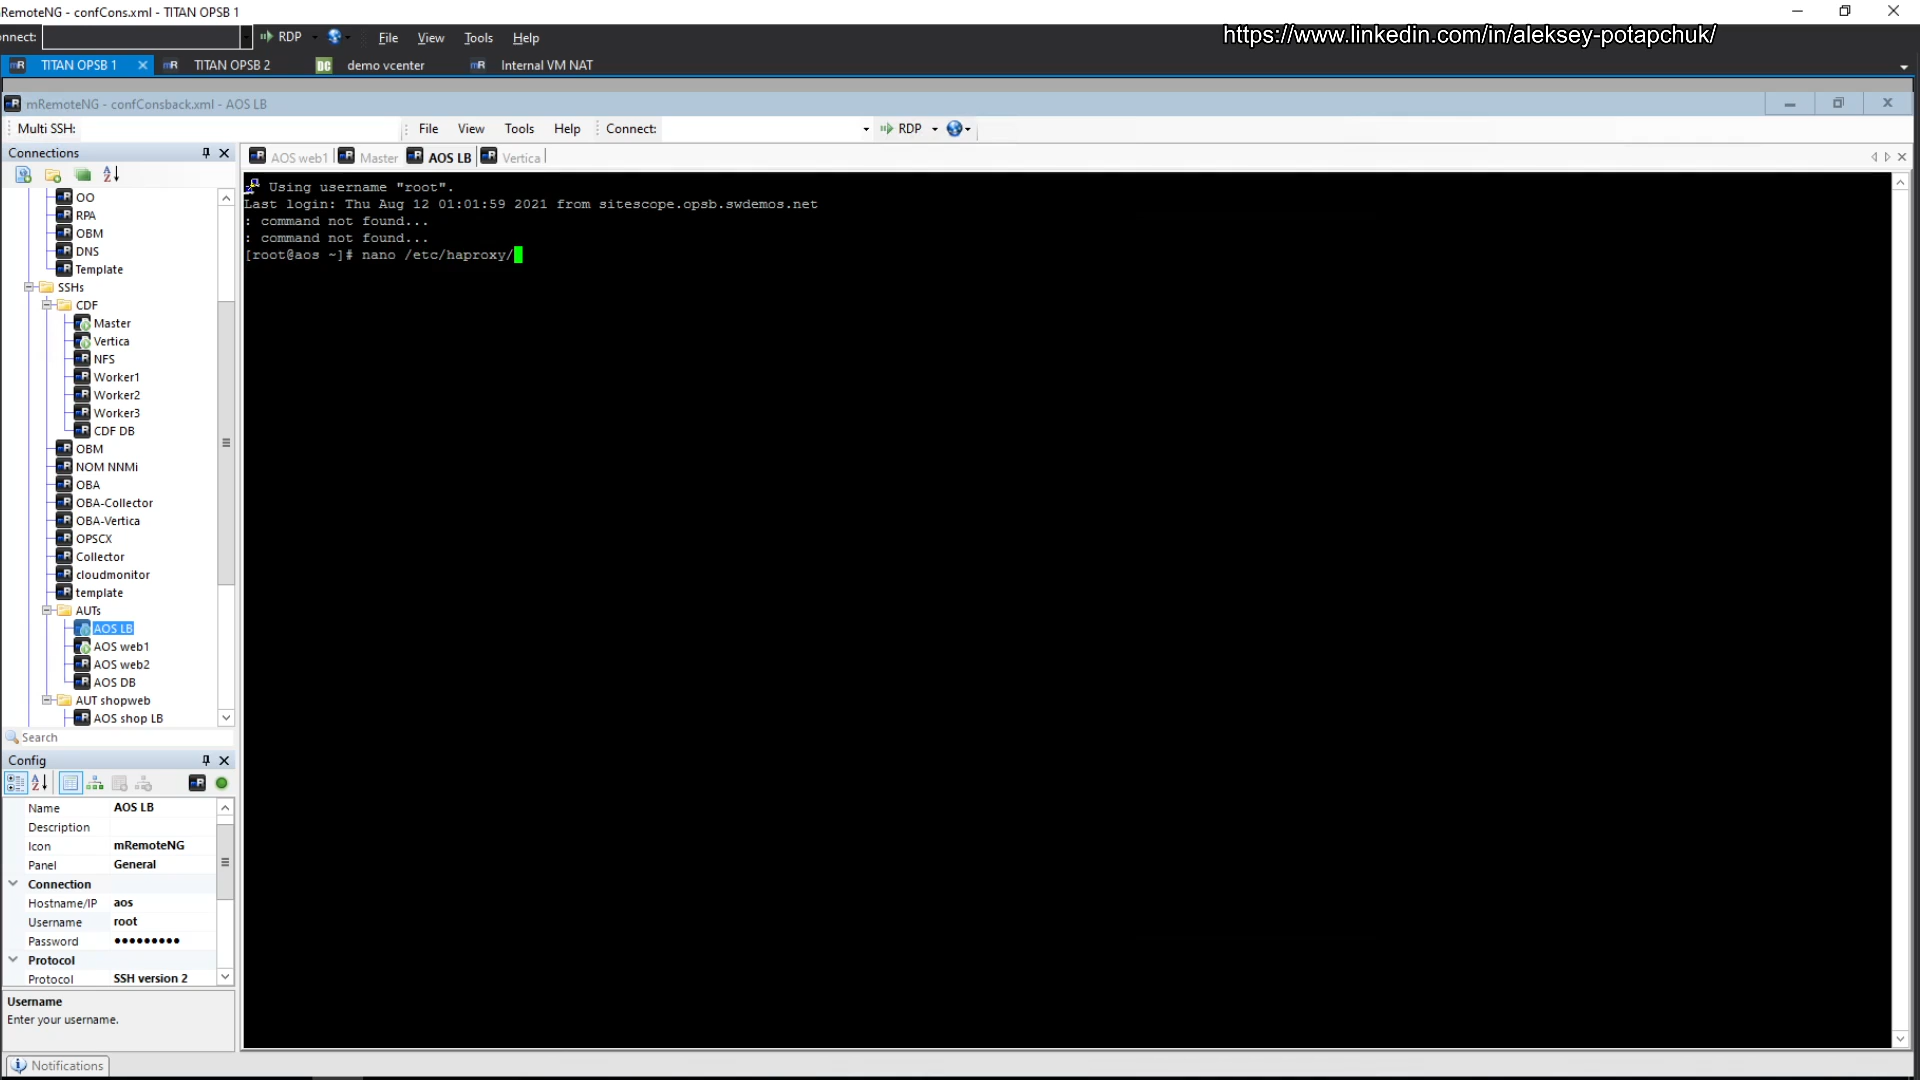 mRemoteNG - confCons.xml - TITAN OPSB 1
onnect:
RDP
File
View
Tools
Help
https://www.linkedin.com/in/aleksey-potapchuk/
mR TITAN OPSB 1
mR TITAN OPSB 2
DC demo vcenter
mR Internal VM NAT
mRemoteNG - confConsback.xml - AOS LB
Multi SSH:
File
View
Tools
Help
Connect:
RDP
Connections
AOS web1
Master
AOS LB
Vertica
OO
RPA
OBM
DNS
Template
SSHs
CDF
Master
Vertica
NFS
Worker1
Worker2
Worker3
CDF DB
OBM
NOM NNMi
OBA
OBA-Collector
OBA-Vertica
OPSCX
Collector
cloudmonitor
template
AUTs
AOS LB
AOS web1
AOS web2
AOS DB
AUT shopweb
AOS shop LB
Search
Using username "root".
Last login: Thu Aug 12 01:01:59 2021 from sitescope.opsb.swdemos.net
: command not found...
: command not found...
[root@aos ~]# nano /etc/haproxy/
Config
Name AOS LB
Description
Icon mRemoteNG
Panel General
Connection
Hostname/IP aos
Username root
Password ●●●●●●●●●
Protocol
Protocol SSH version 2
Username
Enter your username.
Notifications